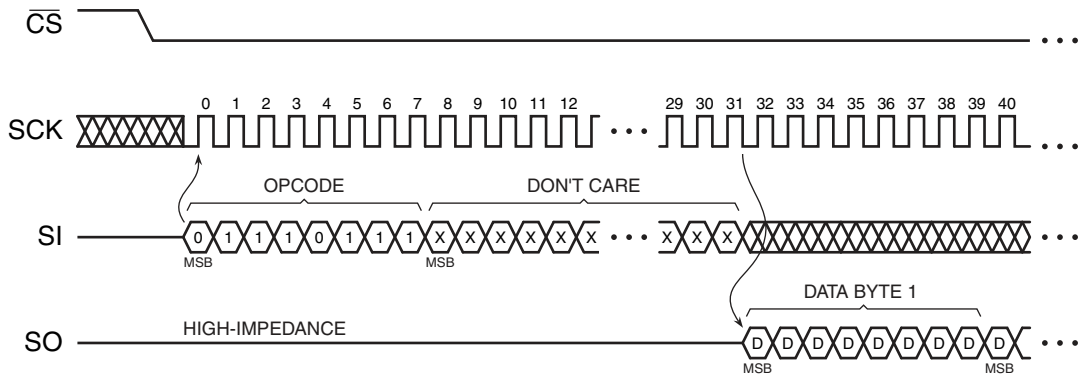 CS
0 1 2 3 4 5 6 7 8 9 10 11 12 29 30 31 32 33 34 35 36 37 38 39 40
SCK
OPCODE DON'T CARE
SI 0 1 1 1 0 1 1 1 X X X X X X X X X
MSB MSB
DATA BYTE 1
HIGH-IMPEDANCE
SO D D D D D D D D D
MSB MSB